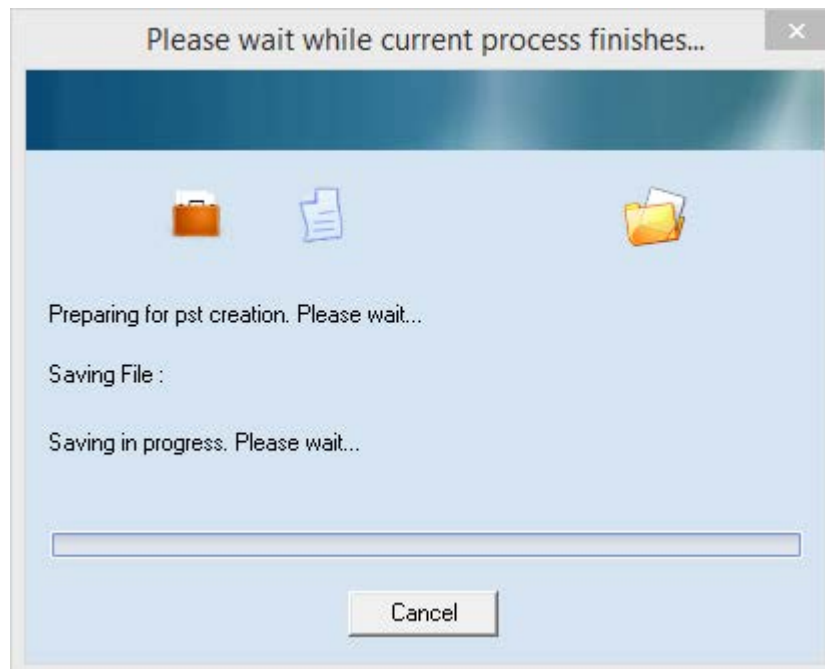 Please wait while current process finishes...
Preparing for pst creation. Please wait...
Saving File :
Saving in progress. Please wait...
Cancel